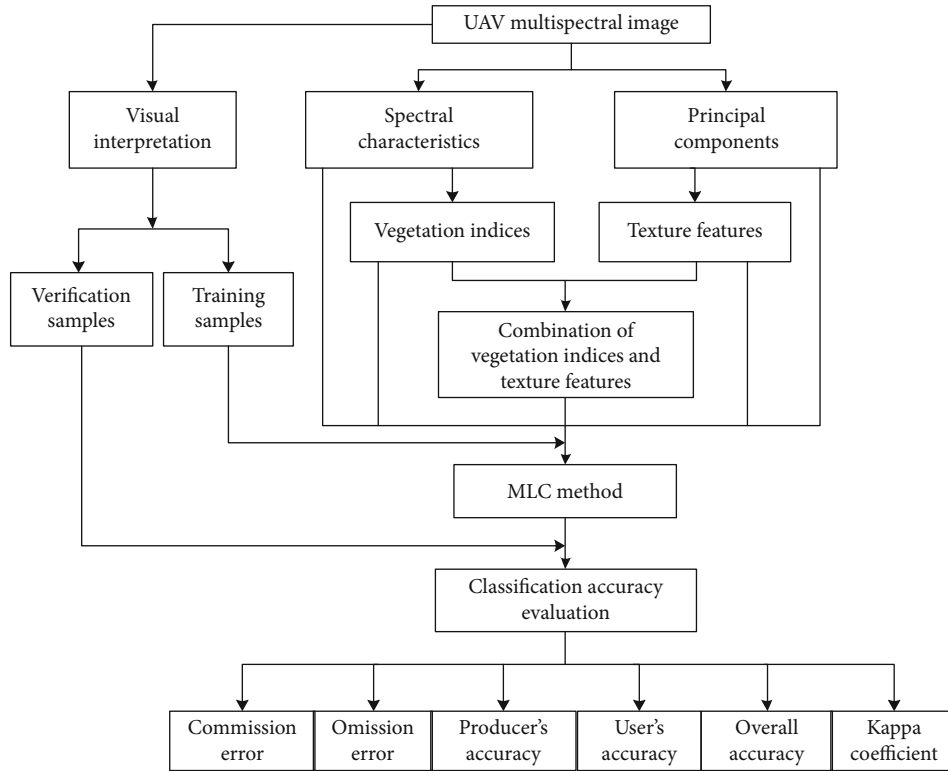 UAV multispectral image
Visual
interpretation
Spectral
characteristics
Principal
components
Vegetation indices
Texture features
Verification
samples
Training
samples
Combination of
vegetation indices and
texture features
MLC method
Classification accuracy
evaluation
Commission
error
Omission
error
Producer's
accuracy
User's
accuracy
Overall
accuracy
Kappa
coefficient